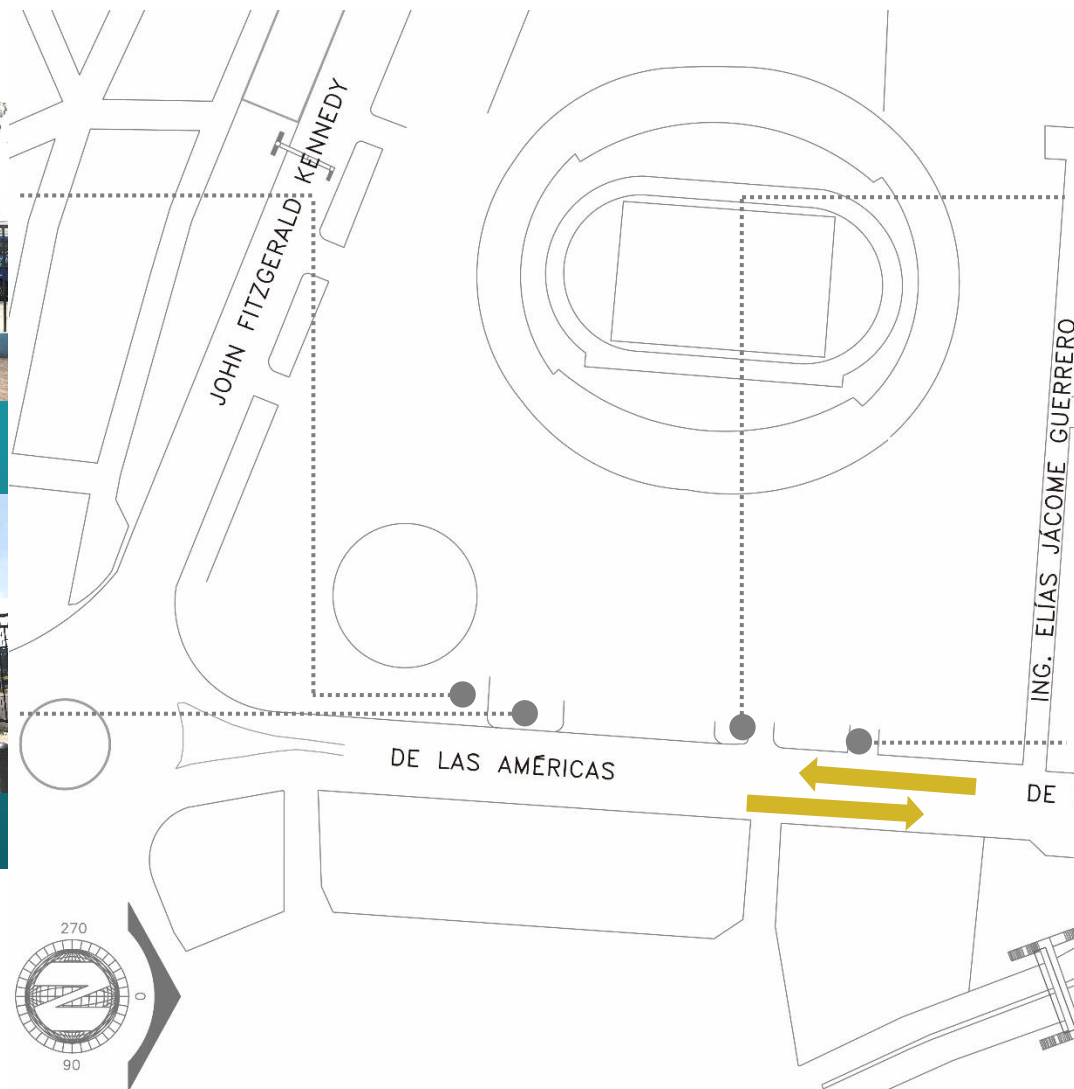 JOHN FITZGERALD KENNEDY
ING. ELÍAS JÁCOME GUERRERO
DE LAS AMÉRICAS
DE
270
0
N
90